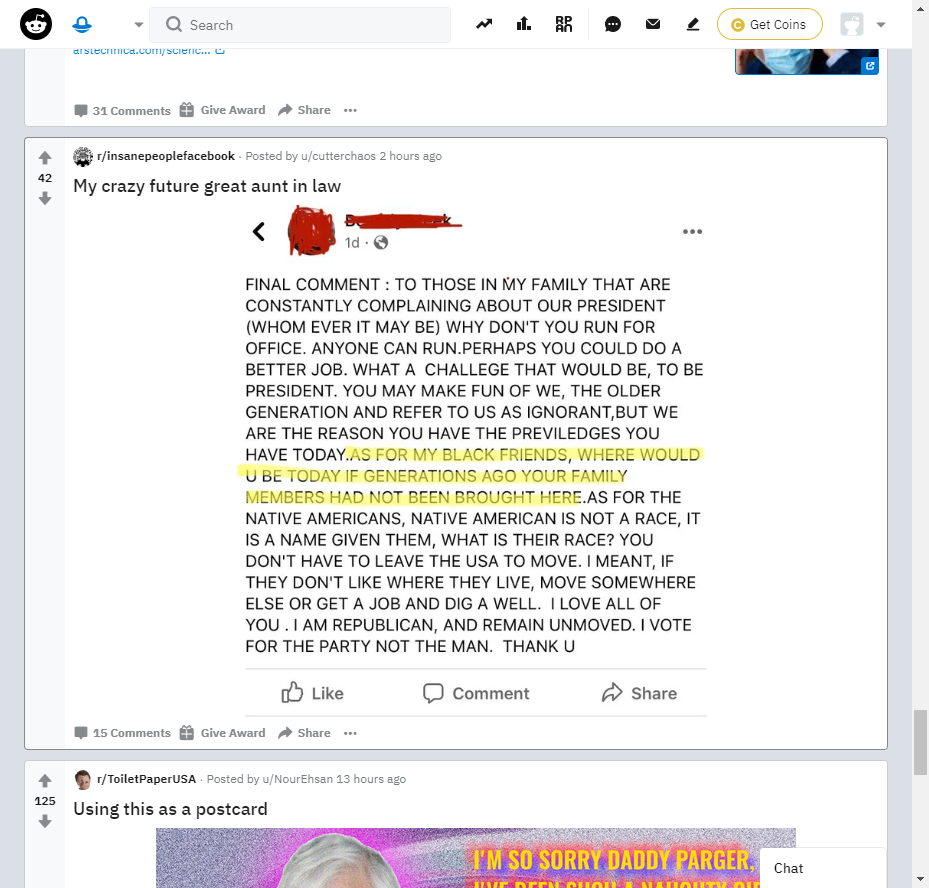 Search
Get Coins
arstechnica.com/scienc...
31 Comments Give Award Share
r/insanepeoplefacebook · Posted by u/cutterchaos 2 hours ago
42
My crazy future great aunt in law
1d ·
FINAL COMMENT : TO THOSE IN MY FAMILY THAT ARE
CONSTANTLY COMPLAINING ABOUT OUR PRESIDENT
(WHOM EVER IT MAY BE) WHY DON'T YOU RUN FOR
OFFICE. ANYONE CAN RUN.PERHAPS YOU COULD DO A
BETTER JOB. WHAT A CHALLEGE THAT WOULD BE, TO BE
PRESIDENT. YOU MAY MAKE FUN OF WE, THE OLDER
GENERATION AND REFER TO US AS IGNORANT,BUT WE
ARE THE REASON YOU HAVE THE PREVILEDGES YOU
HAVE TODAY.AS FOR MY BLACK FRIENDS, WHERE WOULD
U BE TODAY IF GENERATIONS AGO YOUR FAMILY
MEMBERS HAD NOT BEEN BROUGHT HERE.AS FOR THE
NATIVE AMERICANS, NATIVE AMERICAN IS NOT A RACE, IT
IS A NAME GIVEN THEM, WHAT IS THEIR RACE? YOU
DON'T HAVE TO LEAVE THE USA TO MOVE. I MEANT, IF
THEY DON'T LIKE WHERE THEY LIVE, MOVE SOMEWHERE
ELSE OR GET A JOB AND DIG A WELL. I LOVE ALL OF
YOU . I AM REPUBLICAN, AND REMAIN UNMOVED. I VOTE
FOR THE PARTY NOT THE MAN. THANK U
Like Comment Share
15 Comments Give Award Share
r/ToiletPaperUSA · Posted by u/NourEhsan 13 hours ago
125
Using this as a postcard
I'M SO SORRY DADDY PARGER,
Chat